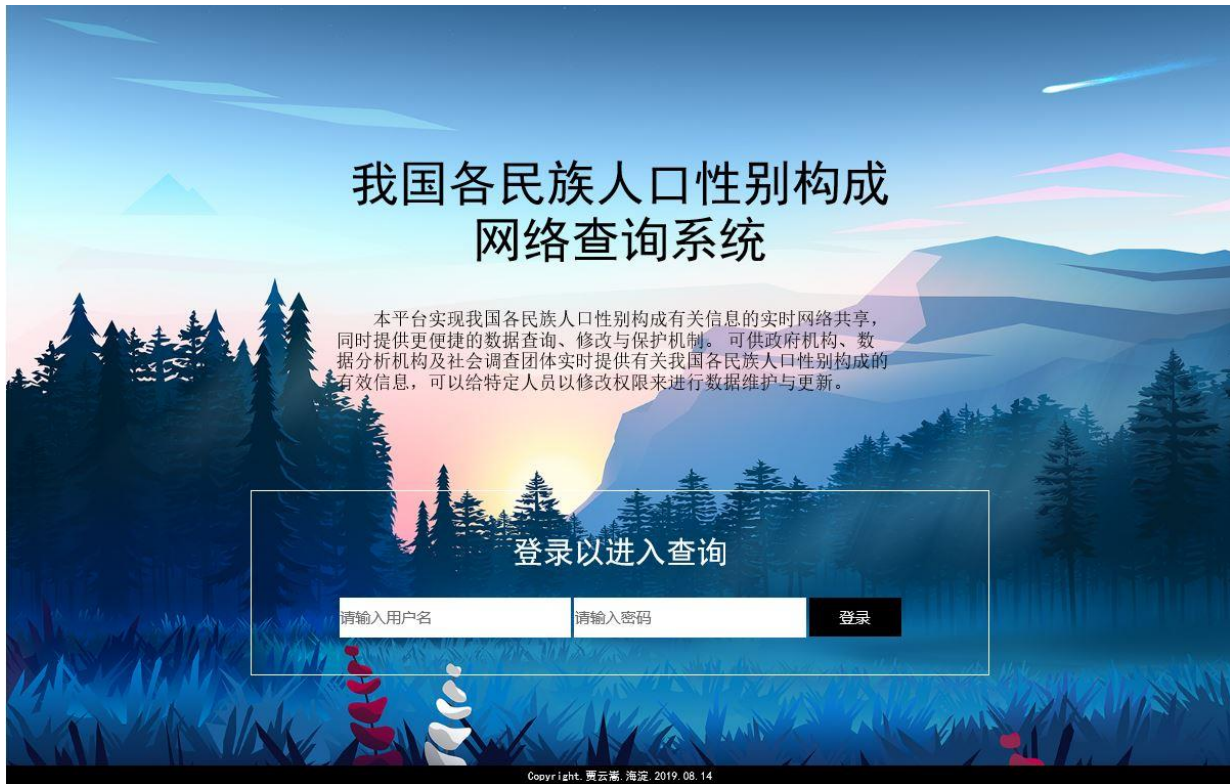 我国各民族人口性别构成
网络查询系统
本平台实现我国各民族人口性别构成有关信息的实时网络共享，
同时提供更便捷的数据查询、修改与保护机制。 可供政府机构、数
据分析机构及社会调查团体实时提供有关我国各民族人口性别构成的
有效信息，可以给特定人员以修改权限来进行数据维护与更新。
登录以进入查询
请输入用户名 请输入密码 登录
Copyright.贾云嵩.海淀.2019.08.14